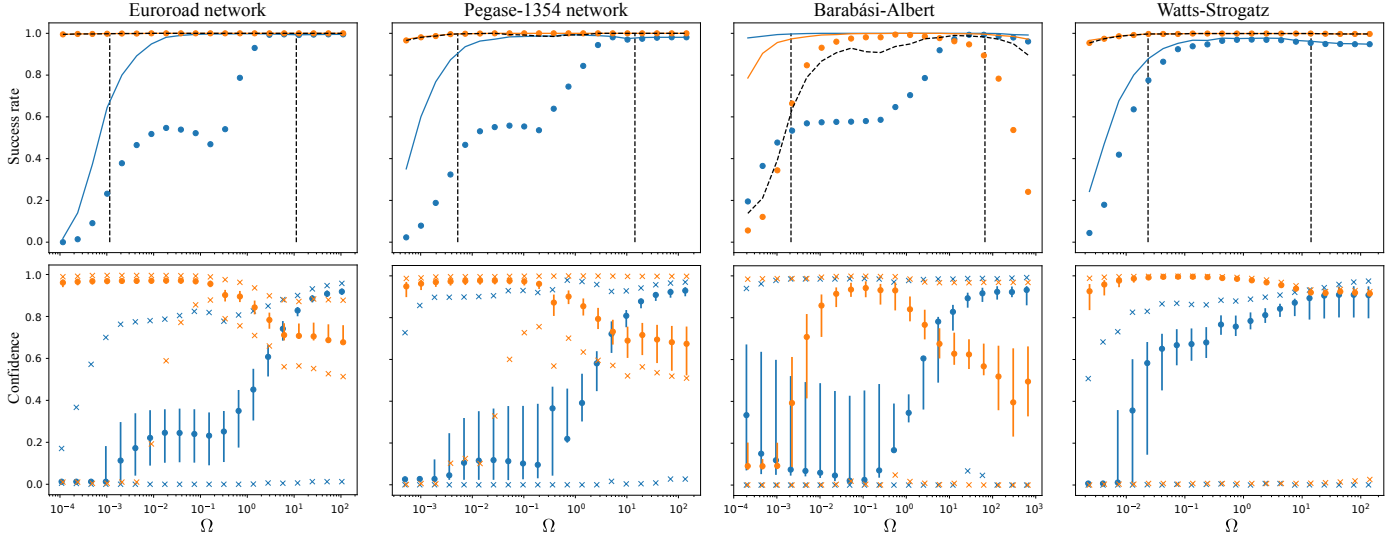 Euroroad network
Pegase-1354 network
Barabási-Albert
Watts-Strogatz
Success rate
1.0
0.8
0.6
0.4
0.2
0.0
Confidence
1.0
0.8
0.6
0.4
0.2
0.0
10⁻⁴ 10⁻³ 10⁻² 10⁻¹ 10⁰ 10¹ 10²
10⁻³ 10⁻² 10⁻¹ 10⁰ 10¹ 10²
10⁻⁴ 10⁻³ 10⁻² 10⁻¹ 10⁰ 10¹ 10² 10³
10⁻² 10⁻¹ 10⁰ 10¹ 10²
Ω
Ω
Ω
Ω